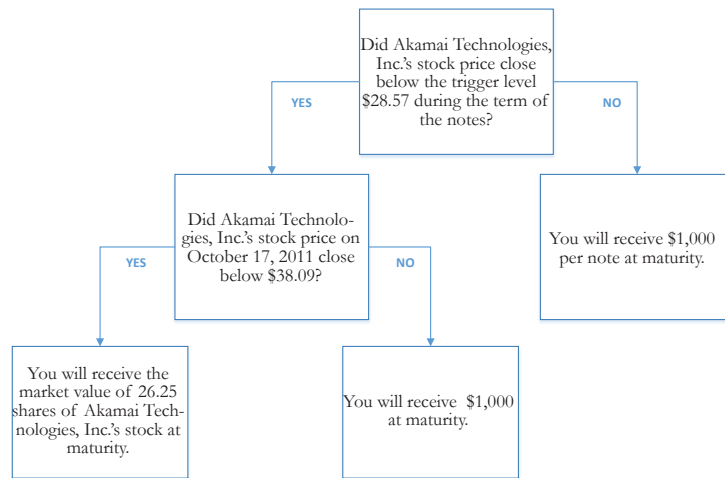 Did Akamai Technologies,
Inc.'s stock price close
below the trigger level
$28.57 during the term of
the notes?
YES
NO
Did Akamai Technolo-
gies, Inc.'s stock price on
October 17, 2011 close
below $38.09?
You will receive $1,000
per note at maturity.
YES
NO
You will receive the
market value of 26.25
shares of Akamai Tech-
nologies, Inc.'s stock at
maturity.
You will receive $1,000
at maturity.